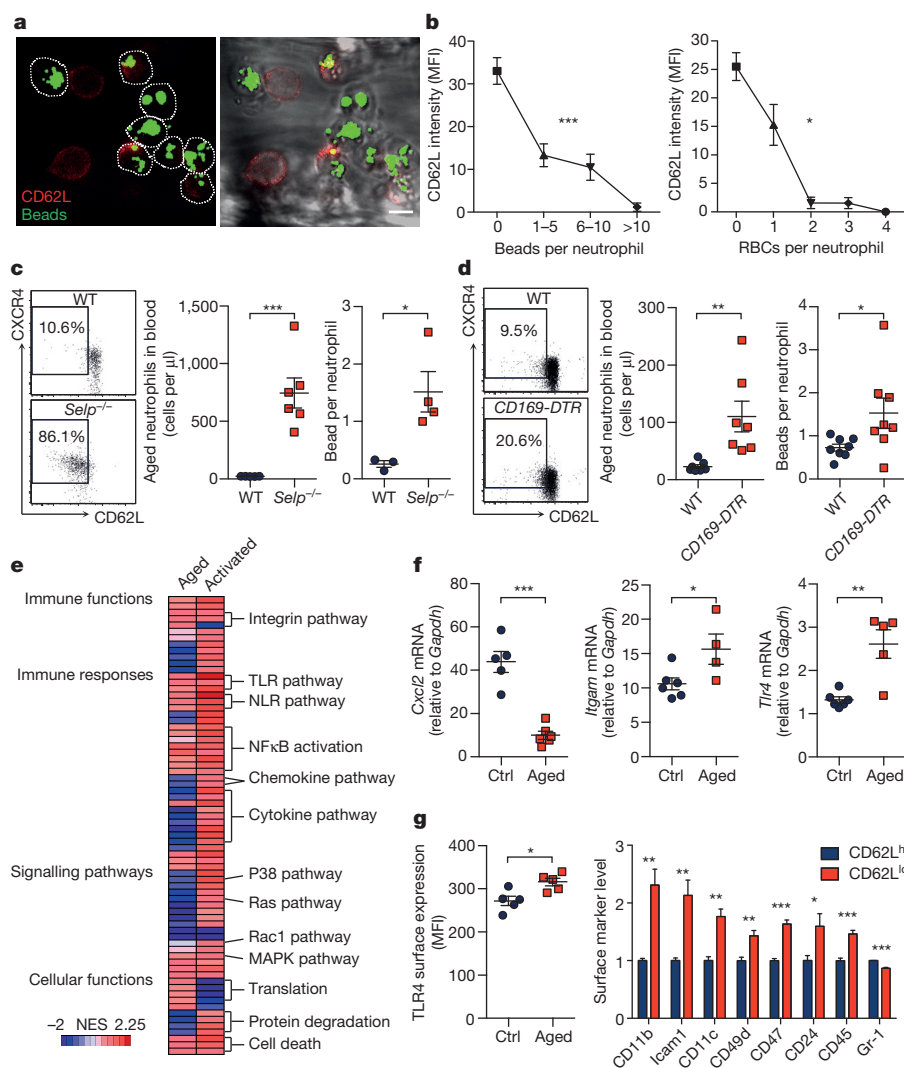 a
CD62L
Beads
b
CD62L intensity (MFI)
40
30
20
10
0
0
1–5
6–10
>10
***
Beads per neutrophil
CD62L intensity (MFI)
35
30
25
20
15
10
5
0
0
1
2
3
4
*
RBCs per neutrophil
c
CXCR4
WT
10.6%
Selp–/–
86.1%
CD62L
Aged neutrophils in blood
(cells per µl)
1,500
1,000
500
0
***
WT
Selp–/–
Bead per neutrophil
3
2
1
0
*
WT
Selp–/–
d
CXCR4
WT
9.5%
CD169-DTR
20.6%
CD62L
Aged neutrophils in blood
(cells per µl)
300
200
100
0
**
WT
CD169-DTR
Beads per neutrophil
4
3
2
1
0
*
WT
CD169-DTR
e
Aged
Activated
Immune functions
Integrin pathway
Immune responses
TLR pathway
NLR pathway
NFκB activation
Chemokine pathway
Cytokine pathway
Signalling pathways
P38 pathway
Ras pathway
Rac1 pathway
MAPK pathway
Cellular functions
Translation
Protein degradation
Cell death
–2 NES 2.25
f
Cxcl2 mRNA
(relative to Gapdh)
80
60
40
20
0
***
Ctrl
Aged
Itgam mRNA
(relative to Gapdh)
25
20
15
10
5
0
*
Ctrl
Aged
Tlr4 mRNA
(relative to Gapdh)
4
3
2
1
0
**
Ctrl
Aged
g
TLR4 surface expression
(MFI)
400
300
200
100
0
*
Ctrl
Aged
Surface marker level
3
2
1
0
CD62Lh
CD62Llo
**
**
**
**
***
*
***
***
CD11b
Icam1
CD11c
CD49d
CD47
CD24
CD45
Gr-1